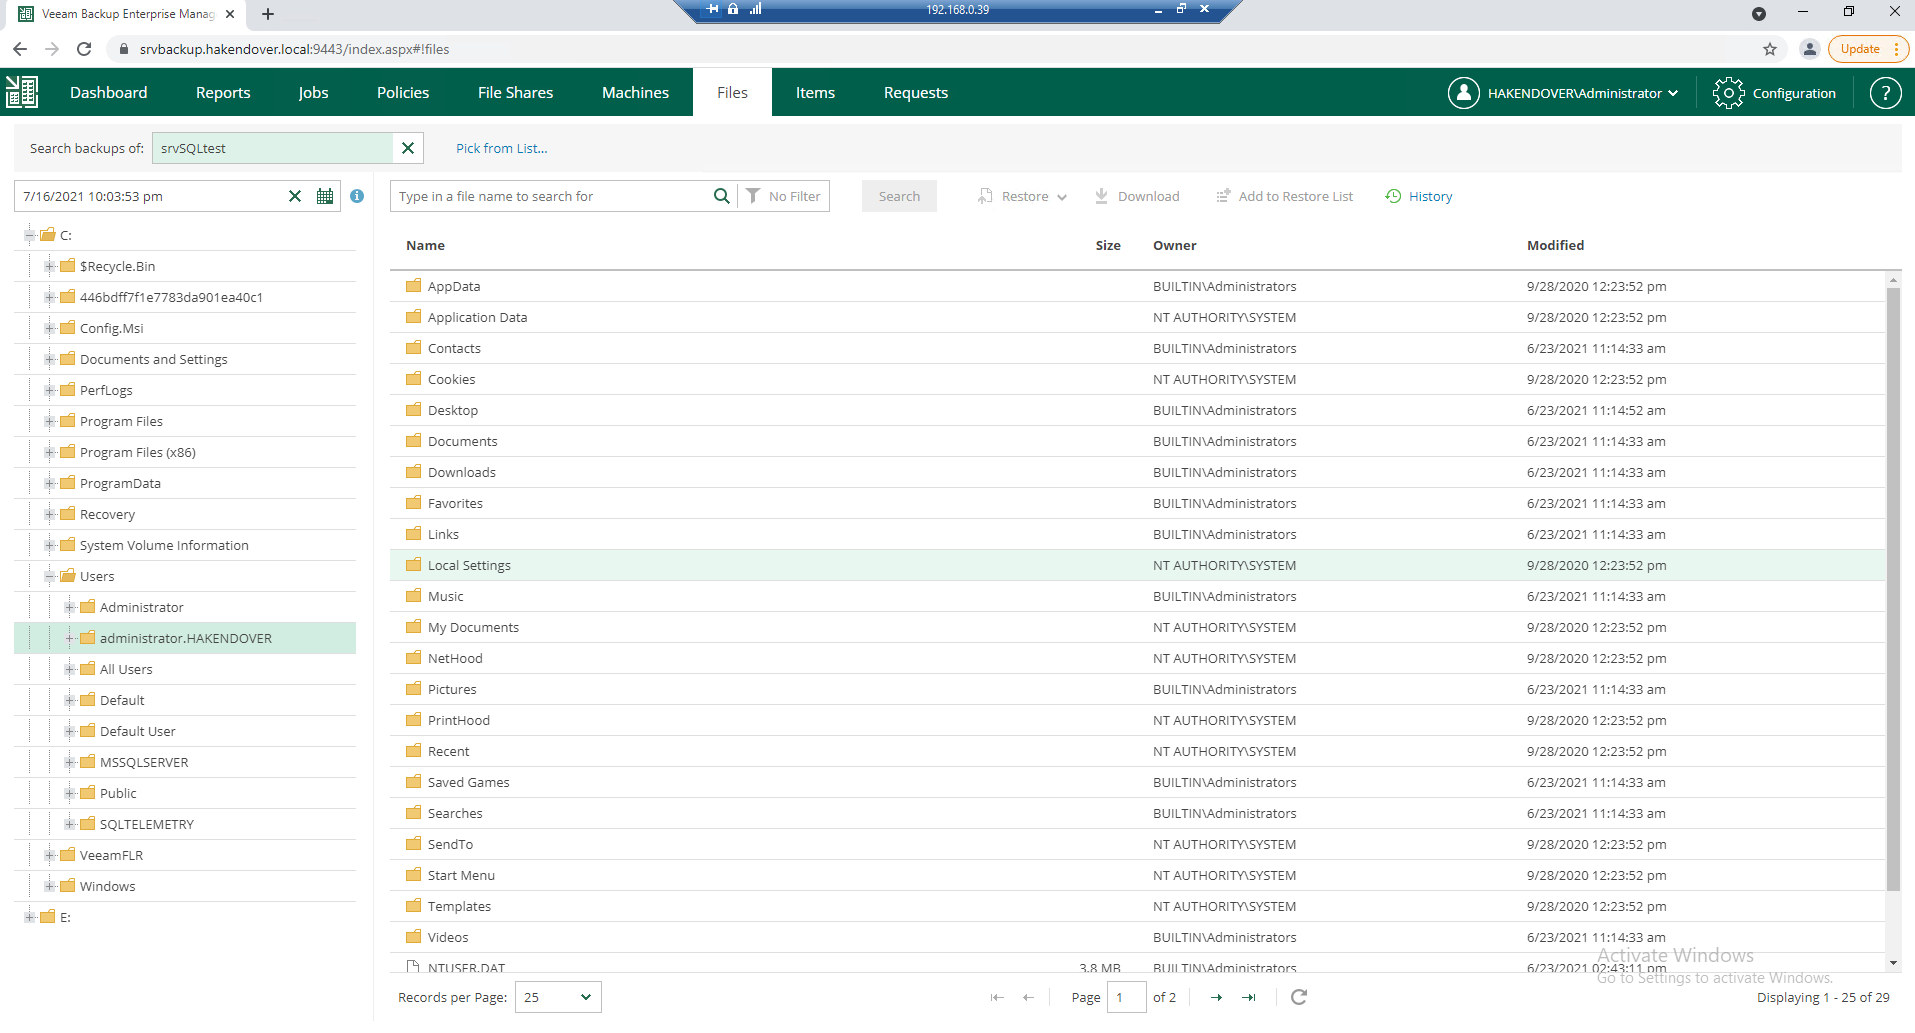 Veeam Backup Enterprise Manag
192.168.0.39
srvbackup.hakendover.local:9443/index.aspx#!files
Update
Dashboard Reports Jobs Policies File Shares Machines Files Items Requests HAKENDOVER\Administrator Configuration ?
Search backups of: srvSQLtest Pick from List...
7/16/2021 10:03:53 pm
Type in a file name to search for No Filter Search Restore Download Add to Restore List History
C:
$Recycle.Bin
446bdff7f1e7783da901ea40c1
Config.Msi
Documents and Settings
PerfLogs
Program Files
Program Files (x86)
ProgramData
Recovery
System Volume Information
Users
Administrator
administrator.HAKENDOVER
All Users
Default
Default User
MSSQLSERVER
Public
SQLTELEMETRY
VeeamFLR
Windows
E:
Name Size Owner Modified
AppData BUILTIN\Administrators 9/28/2020 12:23:52 pm
Application Data NT AUTHORITY\SYSTEM 9/28/2020 12:23:52 pm
Contacts BUILTIN\Administrators 6/23/2021 11:14:33 am
Cookies NT AUTHORITY\SYSTEM 9/28/2020 12:23:52 pm
Desktop BUILTIN\Administrators 6/23/2021 11:14:52 am
Documents BUILTIN\Administrators 6/23/2021 11:14:33 am
Downloads BUILTIN\Administrators 6/23/2021 11:14:33 am
Favorites BUILTIN\Administrators 6/23/2021 11:14:33 am
Links BUILTIN\Administrators 6/23/2021 11:14:33 am
Local Settings NT AUTHORITY\SYSTEM 9/28/2020 12:23:52 pm
Music BUILTIN\Administrators 6/23/2021 11:14:33 am
My Documents NT AUTHORITY\SYSTEM 9/28/2020 12:23:52 pm
NetHood NT AUTHORITY\SYSTEM 9/28/2020 12:23:52 pm
Pictures BUILTIN\Administrators 6/23/2021 11:14:33 am
PrintHood NT AUTHORITY\SYSTEM 9/28/2020 12:23:52 pm
Recent NT AUTHORITY\SYSTEM 9/28/2020 12:23:52 pm
Saved Games BUILTIN\Administrators 6/23/2021 11:14:33 am
Searches BUILTIN\Administrators 6/23/2021 11:14:33 am
SendTo NT AUTHORITY\SYSTEM 9/28/2020 12:23:52 pm
Start Menu NT AUTHORITY\SYSTEM 9/28/2020 12:23:52 pm
Templates NT AUTHORITY\SYSTEM 9/28/2020 12:23:52 pm
Videos BUILTIN\Administrators 6/23/2021 11:14:33 am
NTUSER.DAT 3.8 MB BUILTIN\Administrators 6/23/2021 02:43:11 pm
Activate Windows
Go to Settings to activate Windows.
Records per Page: 25 Page 1 of 2 Displaying 1 - 25 of 29